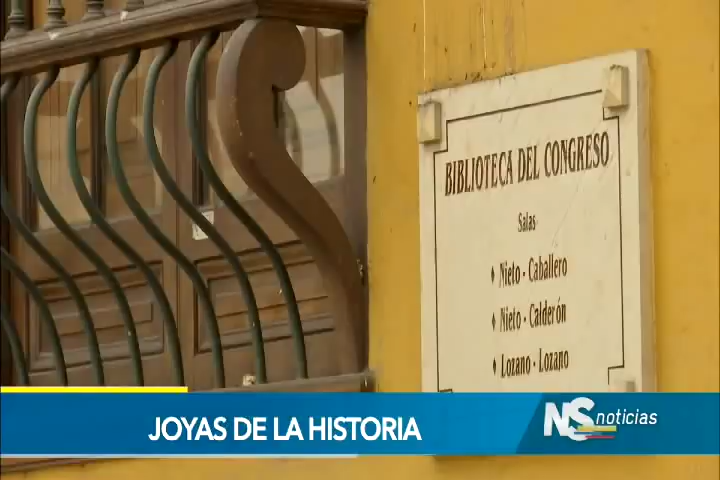 BIBLIOTECA DEL CONGRESO
Salas
Nieto - Caballero
Nieto - Calderón
Lozano - Lozano
JOYAS DE LA HISTORIA
NS noticias